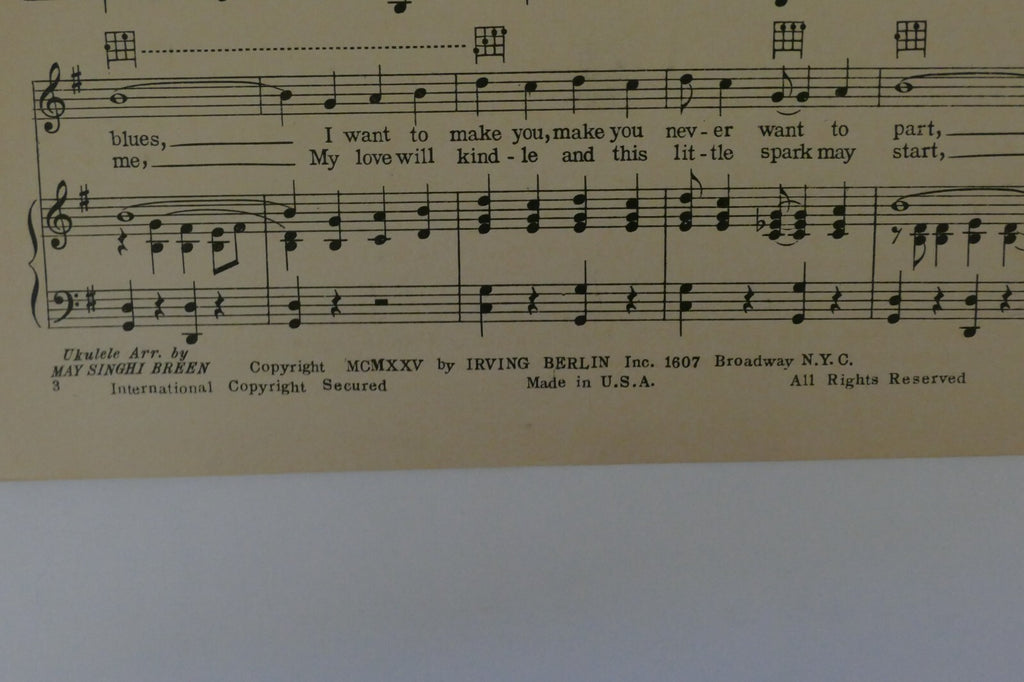 blues, I want to make you, make you nev-er want to part,
me, My love will kind-le and this lit-tle spark may start,
Ukulele Arr. by
MAY SINGHI BREEN
Copyright MCMXXV by IRVING BERLIN Inc. 1607 Broadway N.Y.C.
3 International Copyright Secured Made in U.S.A. All Rights Reserved